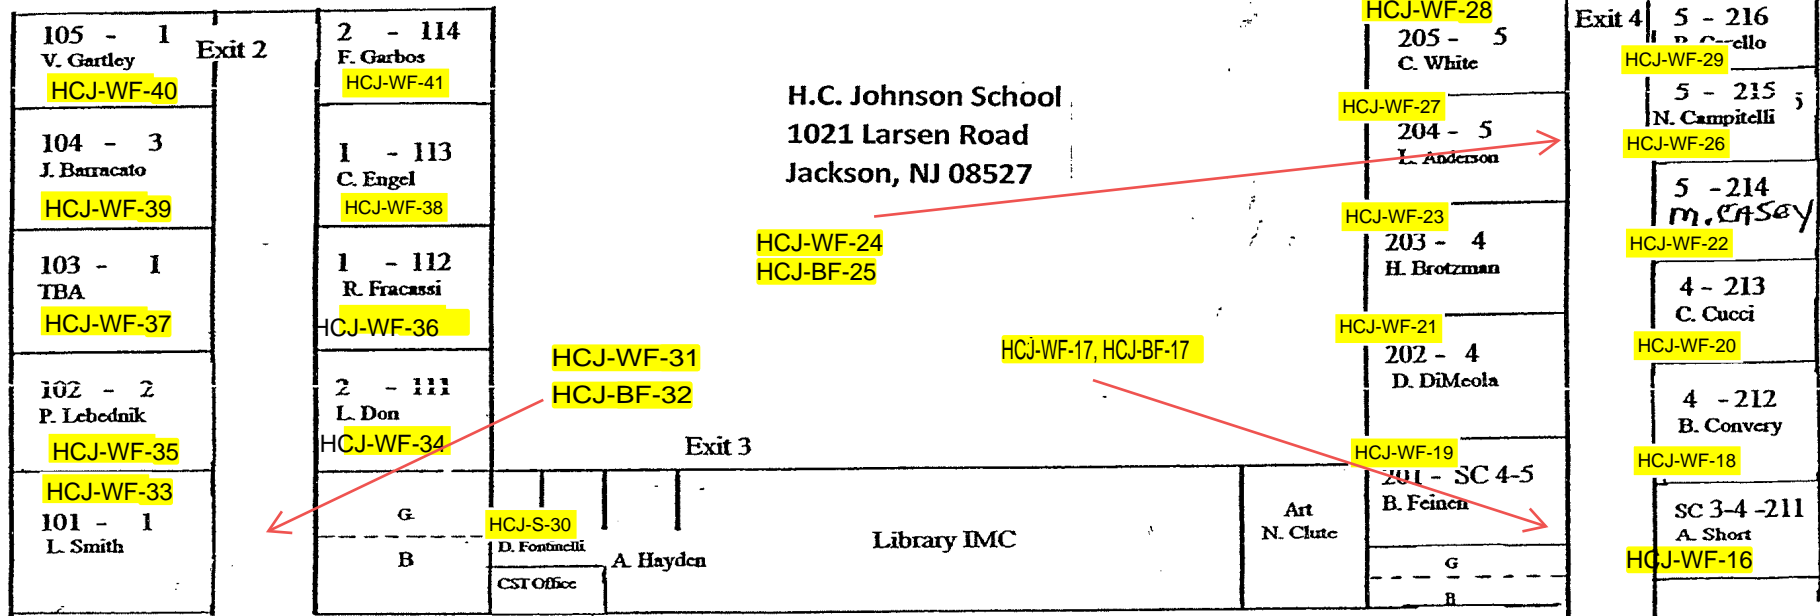 105 - 1
V. Gartley
HCJ-WF-40
Exit 2
2 - 114
F. Garbos
HCJ-WF-41
104 - 3
J. Barracato
HCJ-WF-39
1 - 113
C. Engel
HCJ-WF-38
103 - 1
TBA
HCJ-WF-37
1 - 112
R. Fracassi
HCJ-WF-36
102 - 2
P. Lebednik
HCJ-WF-35
2 - 111
L. Don
HCJ-WF-34
HCJ-WF-33
101 - 1
L. Smith
G
B
H.C. Johnson School
1021 Larsen Road
Jackson, NJ 08527
HCJ-WF-24
HCJ-BF-25
HCJ-WF-31
HCJ-BF-32
HCJ-WF-17, HCJ-BF-17
Exit 3
HCJ-S-30
D. Fontinelli
CST Office
A. Hayden
Library IMC
Art
N. Clute
HCJ-WF-28
205 - 5
C. White
HCJ-WF-27
204 - 5
L. Anderson
HCJ-WF-23
203 - 4
H. Brotzman
HCJ-WF-21
202 - 4
D. DiMeola
HCJ-WF-19
201 - SC 4-5
B. Feinen
G
B
Exit 4
5 - 216
HCJ-WF-29
5 - 215 5
N. Campitelli
HCJ-WF-26
5 - 214
M. CASEY
HCJ-WF-22
4 - 213
C. Cucci
HCJ-WF-20
4 - 212
B. Convery
HCJ-WF-18
SC 3-4 - 211
A. Short
HCJ-WF-16